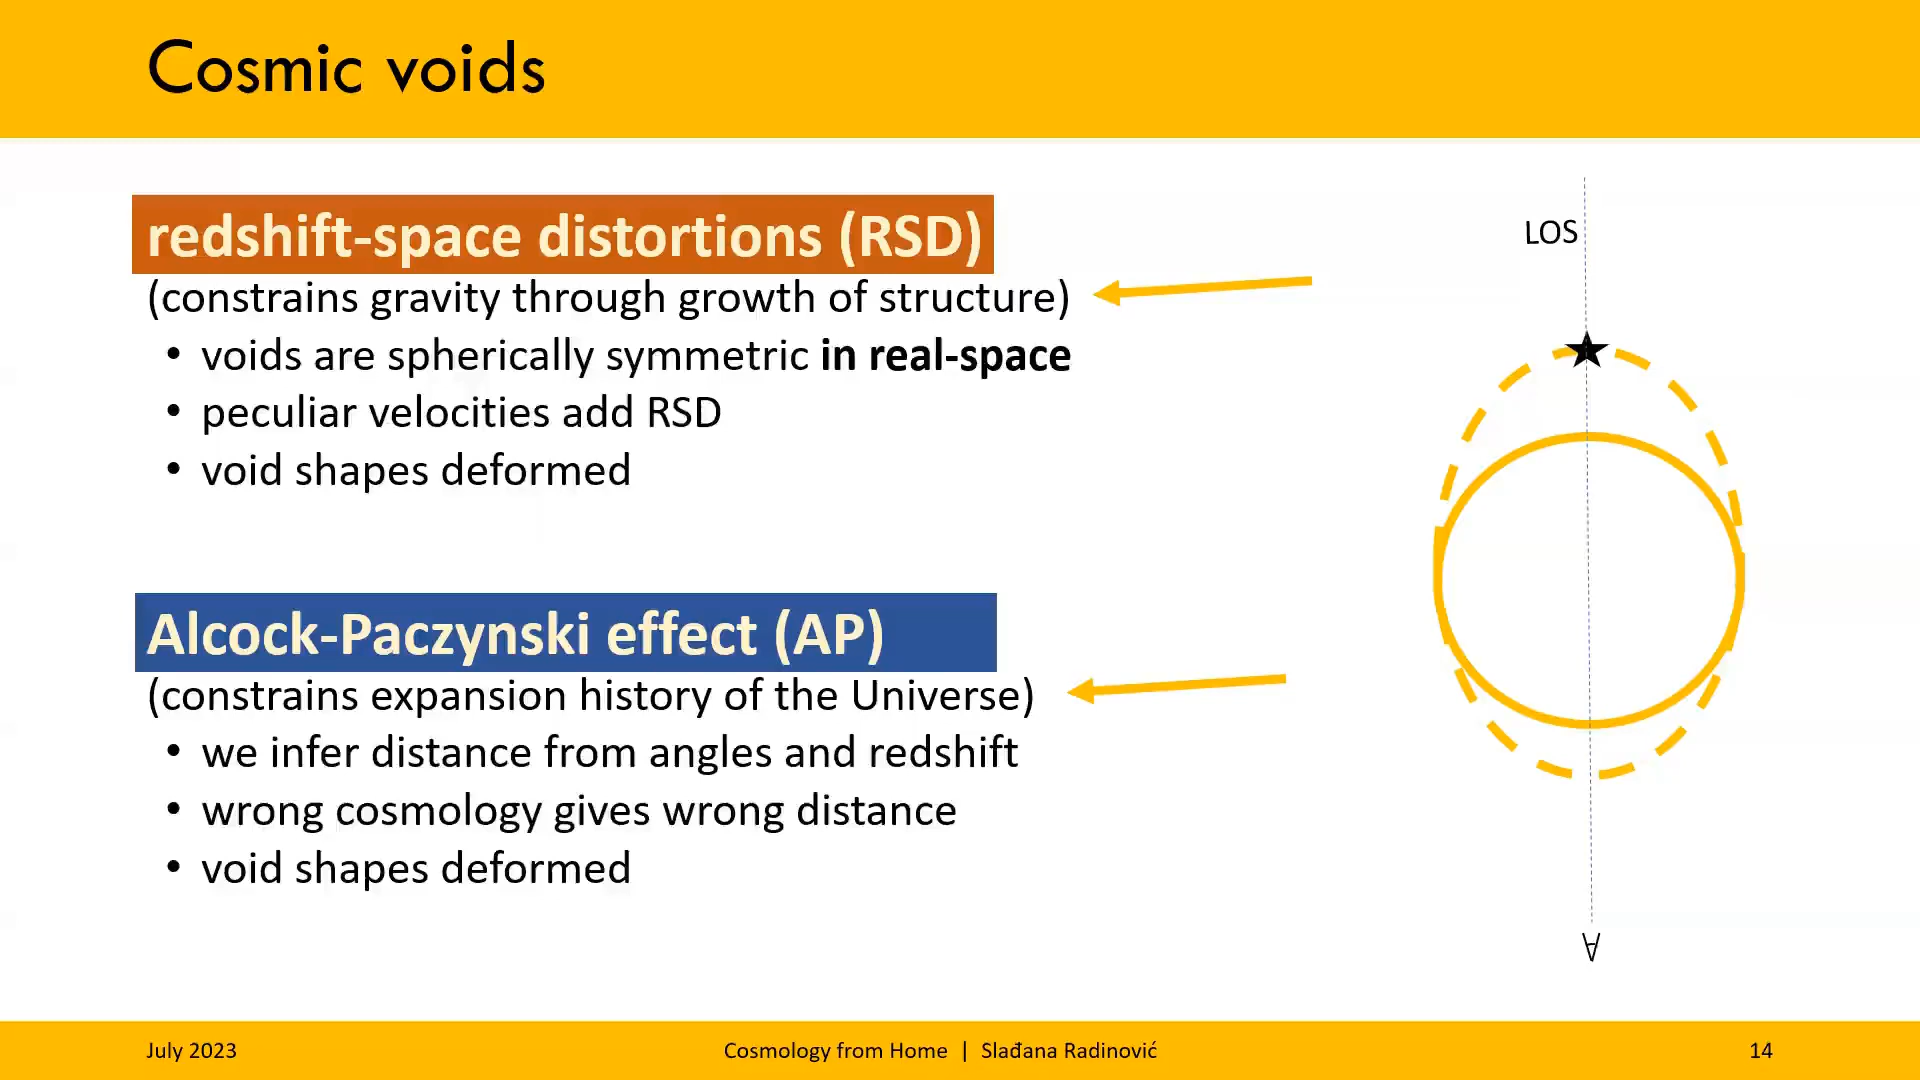 Cosmic voids
redshift-space distortions (RSD)
(constrains gravity through growth of structure)
• voids are spherically symmetric in real-space
• peculiar velocities add RSD
• void shapes deformed
Alcock-Paczynski effect (AP)
(constrains expansion history of the Universe)
• we infer distance from angles and redshift
• wrong cosmology gives wrong distance
• void shapes deformed
LOS
∀
July 2023
Cosmology from Home | Slađana Radinović
14